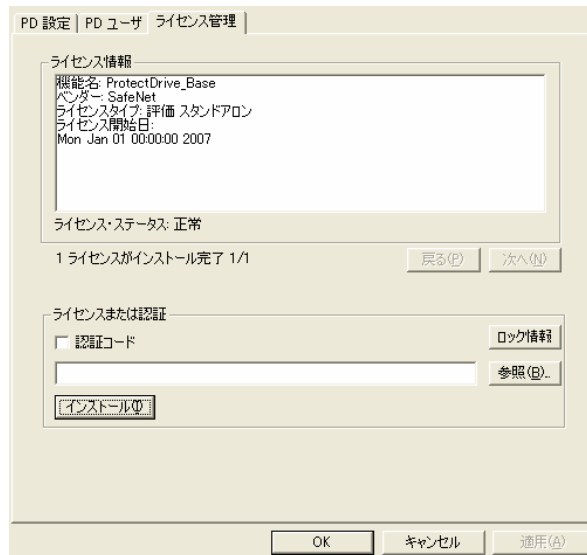 PD 設定 | PD ユーザ ライセンス管理
ライセンス情報
機能名: ProtectDrive_Base
ベンダー: SafeNet
ライセンスタイプ: 評価 スタンドアロン
ライセンス開始日:
Mon Jan 01 00:00:00 2007
ライセンス・ステータス: 正常
1 ライセンスがインストール完了 1/1
戻る(P) 次へ(N)
ライセンスまたは認証
認証コード
ロック情報
参照(B)...
インストール(I)
OK キャンセル 適用(A)